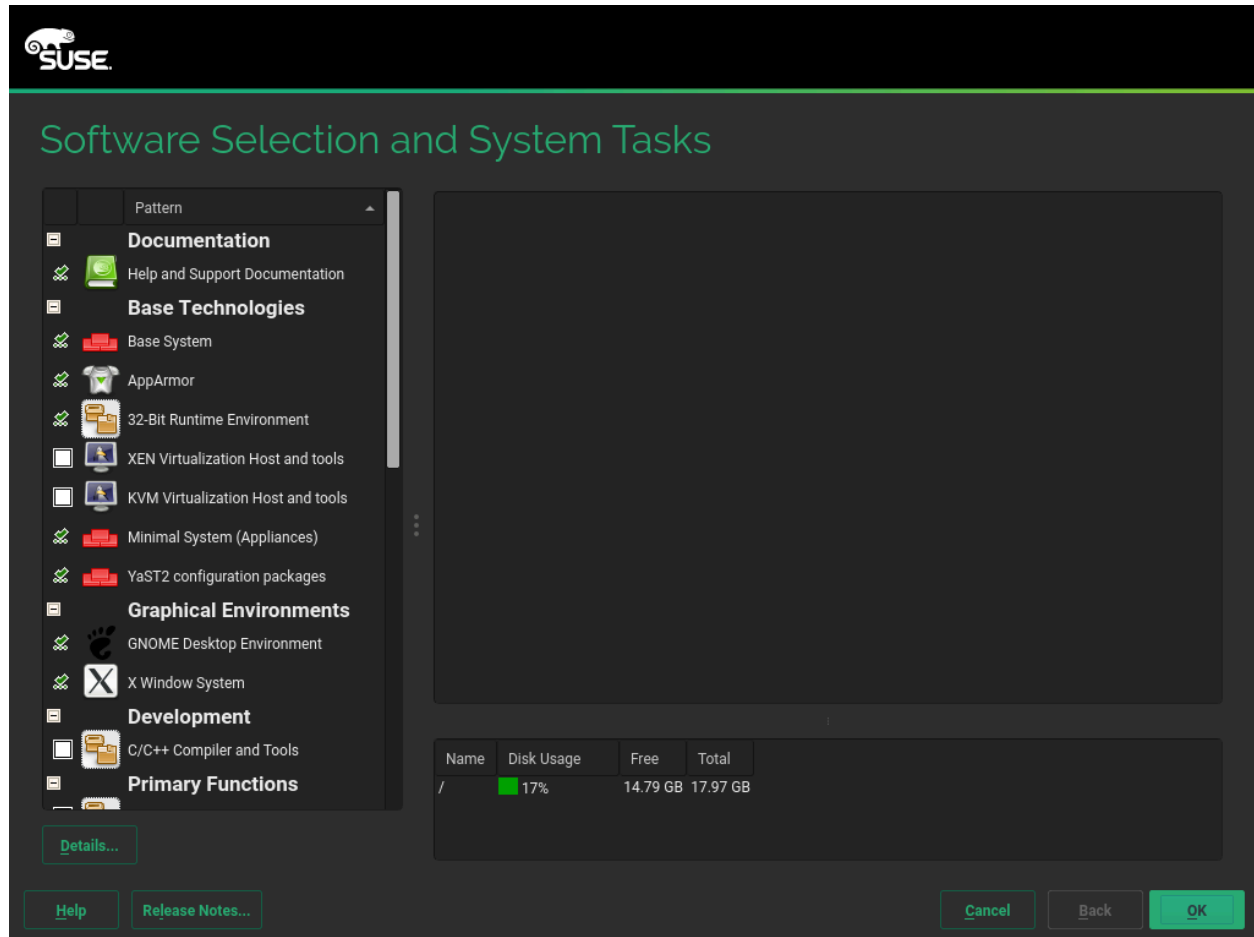 SUSE.
Software Selection and System Tasks
Pattern
Documentation
Help and Support Documentation
Base Technologies
Base System
AppArmor
32-Bit Runtime Environment
XEN Virtualization Host and tools
KVM Virtualization Host and tools
Minimal System (Appliances)
YaST2 configuration packages
Graphical Environments
GNOME Desktop Environment
X Window System
Development
C/C++ Compiler and Tools
Primary Functions
Name Disk Usage Free Total
/ 17% 14.79 GB 17.97 GB
Details...
Help Release Notes... Cancel Back OK